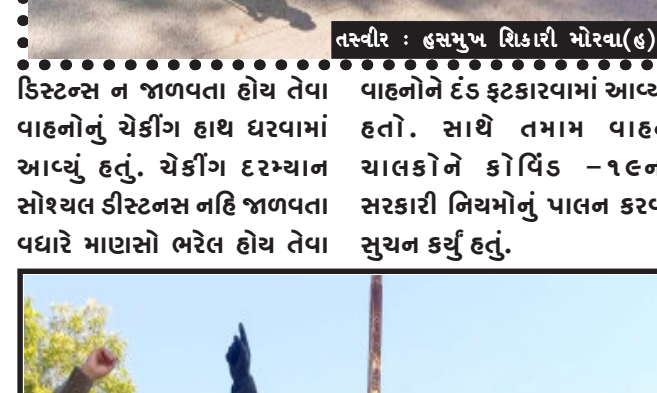 તસ્વીર : હસમુખ શિકારી મોરવા(હ)
ડિસ્ટન્સ ન જાળવતા હોય તેવા
વાહનોનું ચેકીંગ હાથ ધરવામાં
આવ્યું હતું. ચેકીંગ દરમ્યાન
સોશ્યલ ડીસ્ટનસ નહિ જાળવતા
વધારે માણસો ભરેલ હોય તેવા
વાહનોને દંડ ફટકારવામાં
હતો. સાથે તમામ
ચાલકોને કોવિંડ –૧૯
સરકારી નિયમોનું પાલન
સુચન કર્યું હતું.